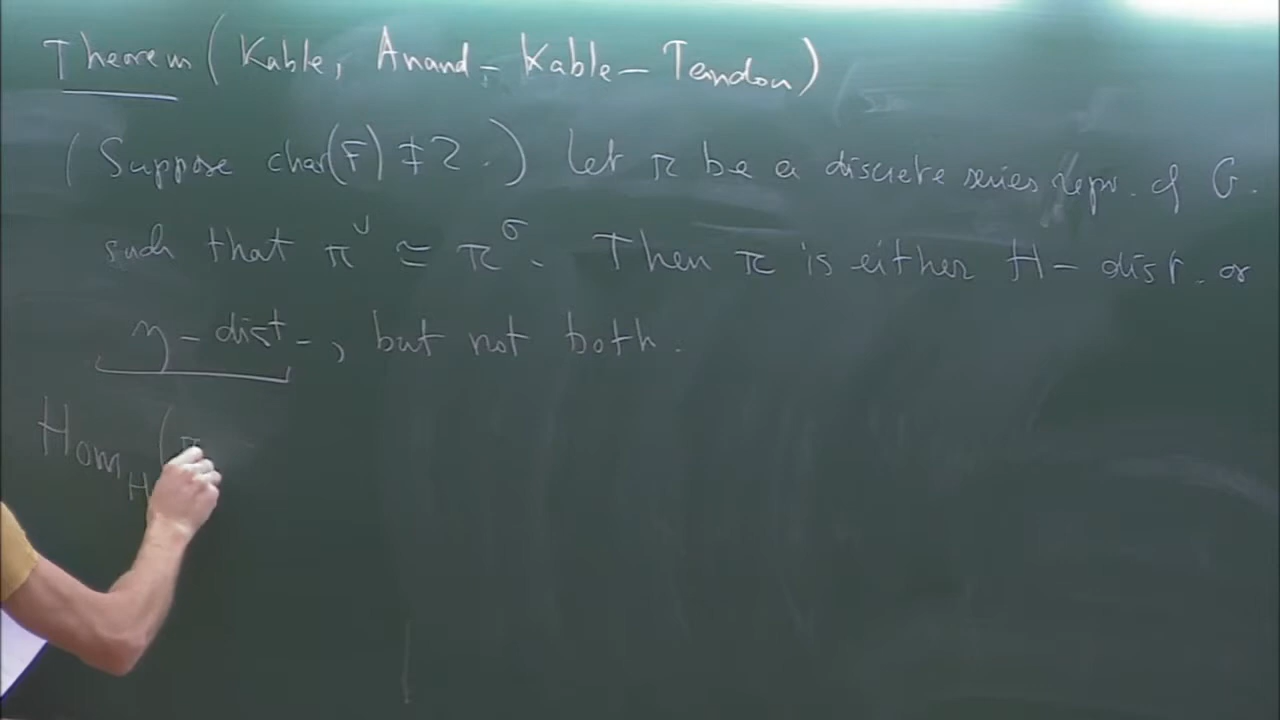 Theorem (Kable, Anand-Kable-Tandon)
(Suppose char(F) ≠ 2.) Let π be a discrete series repr. of G.
such that π^∨ ≃ π^σ. Then π is either H-dist. or
η-dist-, but not both.
Hom_H(π